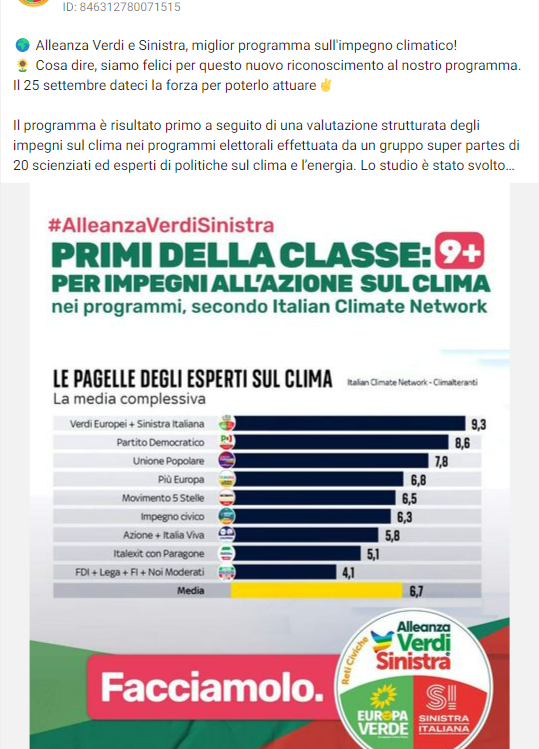 ID: 846312780071515
🌍 Alleanza Verdi e Sinistra, miglior programma sull'impegno climatico!
🌻 Cosa dire, siamo felici per questo nuovo riconoscimento al nostro programma.
Il 25 settembre dateci la forza per poterlo attuare ✌
Il programma è risultato primo a seguito di una valutazione strutturata degli
impegni sul clima nei programmi elettorali effettuata da un gruppo super partes di
20 scienziati ed esperti di politiche sul clima e l'energia. Lo studio è stato svolto...
#AlleanzaVerdiSinistra
PRIMI DELLA CLASSE: 9+
PER IMPEGNI ALL'AZIONE SUL CLIMA
nei programmi, secondo Italian Climate Network
LE PAGELLE DEGLI ESPERTI SUL CLIMA Italian Climate Network - Climalteranti
La media complessiva
Verdi Europei + Sinistra Italiana 9,3
Partito Democratico 8,6
Unione Popolare 7,8
Più Europa 6,8
Movimento 5 Stelle 6,5
Impegno civico 6,3
Azione + Italia Viva 5,8
Italexit con Paragone 5,1
FDI + Lega + FI + Noi Moderati 4,1
Media 6,7
Facciamolo.
Reti Civiche
Alleanza
Verdi
Sinistra
EUROPA
VERDE
SI
SINISTRA
ITALIANA